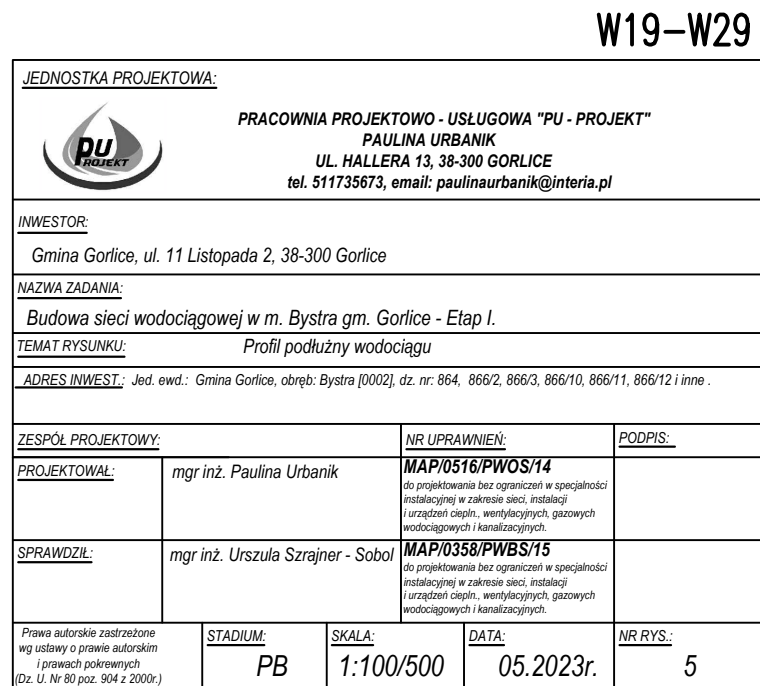 W19-W29
JEDNOSTKA PROJEKTOWA:
PU
PROJEKT
PRACOWNIA PROJEKTOWO - USŁUGOWA "PU - PROJEKT"
PAULINA URBANIK
UL. HALLERA 13, 38-300 GORLICE
tel. 511735673, email: paulinaurbanik@interia.pl
INWESTOR:
Gmina Gorlice, ul. 11 Listopada 2, 38-300 Gorlice
NAZWA ZADANIA:
Budowa sieci wodociągowej w m. Bystra gm. Gorlice - Etap I.
TEMAT RYSUNKU: Profil podłużny wodociągu
ADRES INWEST.: Jed. ewd.: Gmina Gorlice, obręb: Bystra [0002], dz. nr: 864, 866/2, 866/3, 866/10, 866/11, 866/12 i inne .
ZESPÓŁ PROJEKTOWY: NR UPRAWNIEŃ: PODPIS:
PROJEKTOWAŁ: mgr inż. Paulina Urbanik MAP/0516/PWOS/14
do projektowania bez ograniczeń w specjalności
instalacyjnej w zakresie sieci, instalacji
i urządzeń ciepln., wentylacyjnych, gazowych
wodociągowych i kanalizacyjnych.
SPRAWDZIŁ: mgr inż. Urszula Szrajner - Sobol MAP/0358/PWBS/15
do projektowania bez ograniczeń w specjalności
instalacyjnej w zakresie sieci, instalacji
i urządzeń ciepln., wentylacyjnych, gazowych
wodociągowych i kanalizacyjnych.
Prawa autorskie zastrzeżone
wg ustawy o prawie autorskim
i prawach pokrewnych
(Dz. U. Nr 80 poz. 904 z 2000r.)
STADIUM: SKALA: DATA: NR RYS.:
PB 1:100/500 05.2023r. 5